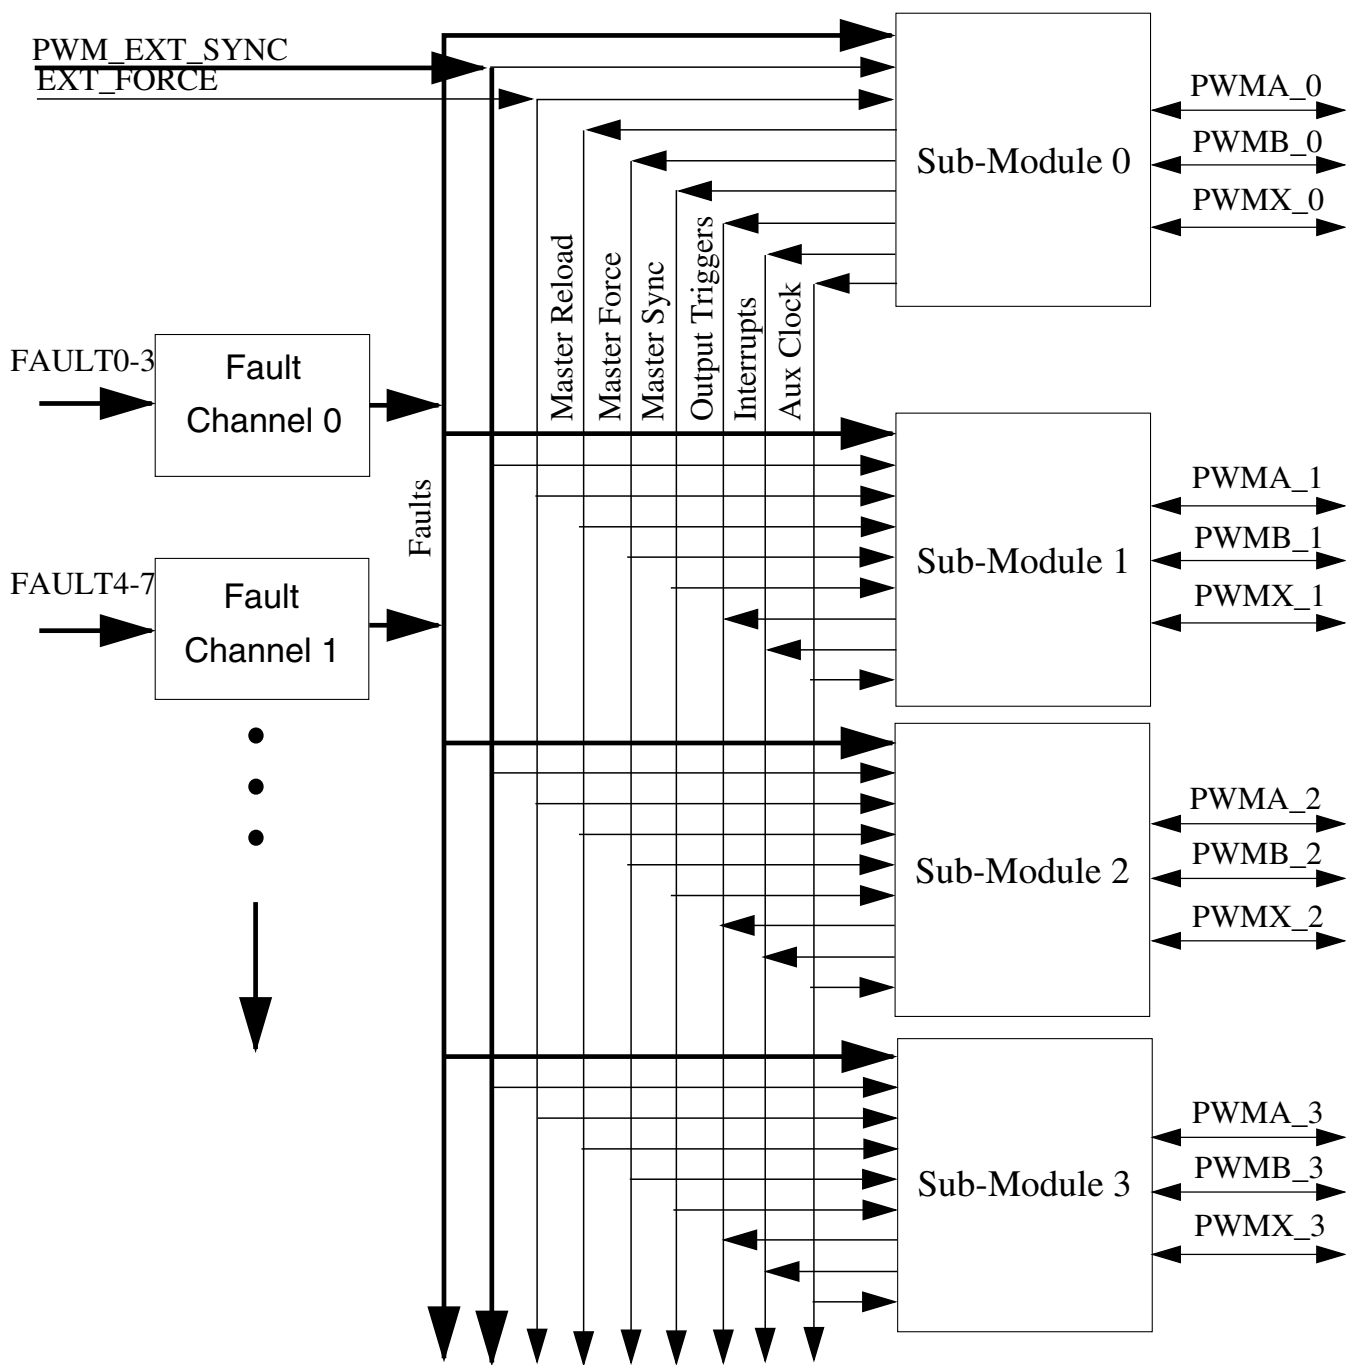 PWM_EXT_SYNC
EXT_FORCE
PWMA_0
PWMB_0
Sub-Module 0
PWMX_0
Master Reload
Master Force
Master Sync
Output Triggers
Interrupts
Aux Clock
FAULT0-3
Fault
Channel 0
Faults
PWMA_1
PWMB_1
Sub-Module 1
PWMX_1
FAULT4-7
Fault
Channel 1
PWMA_2
PWMB_2
Sub-Module 2
PWMX_2
PWMA_3
PWMB_3
Sub-Module 3
PWMX_3